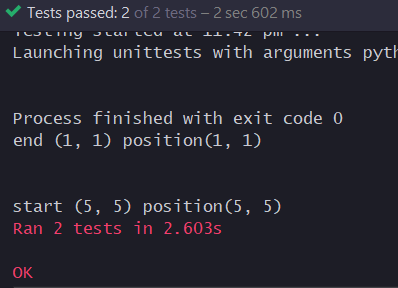 Tests passed: 2 of 2 tests – 2 sec 602 ms
Testing started at 11:42 pm ...
Launching unittests with arguments pyth
Process finished with exit code 0
end (1, 1) position(1, 1)
start (5, 5) position(5, 5)
Ran 2 tests in 2.603s
OK